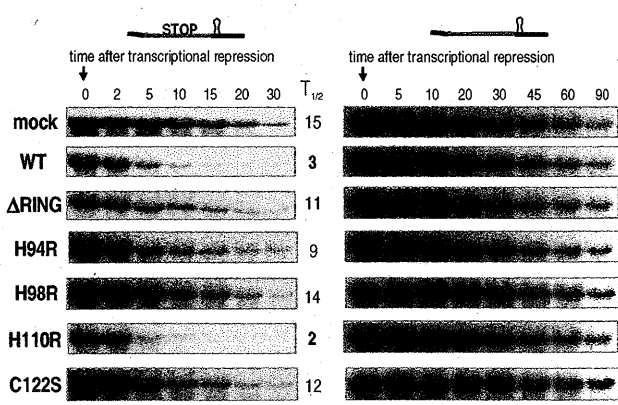 STOP
time after transcriptional repression time after transcriptional repression
0 2 5 10 15 20 30 T1/2 0 5 10 20 30 45 60 90
mock 15
WT 3
ΔRING 11
H94R 9
H98R 14
H110R 2
C122S 12